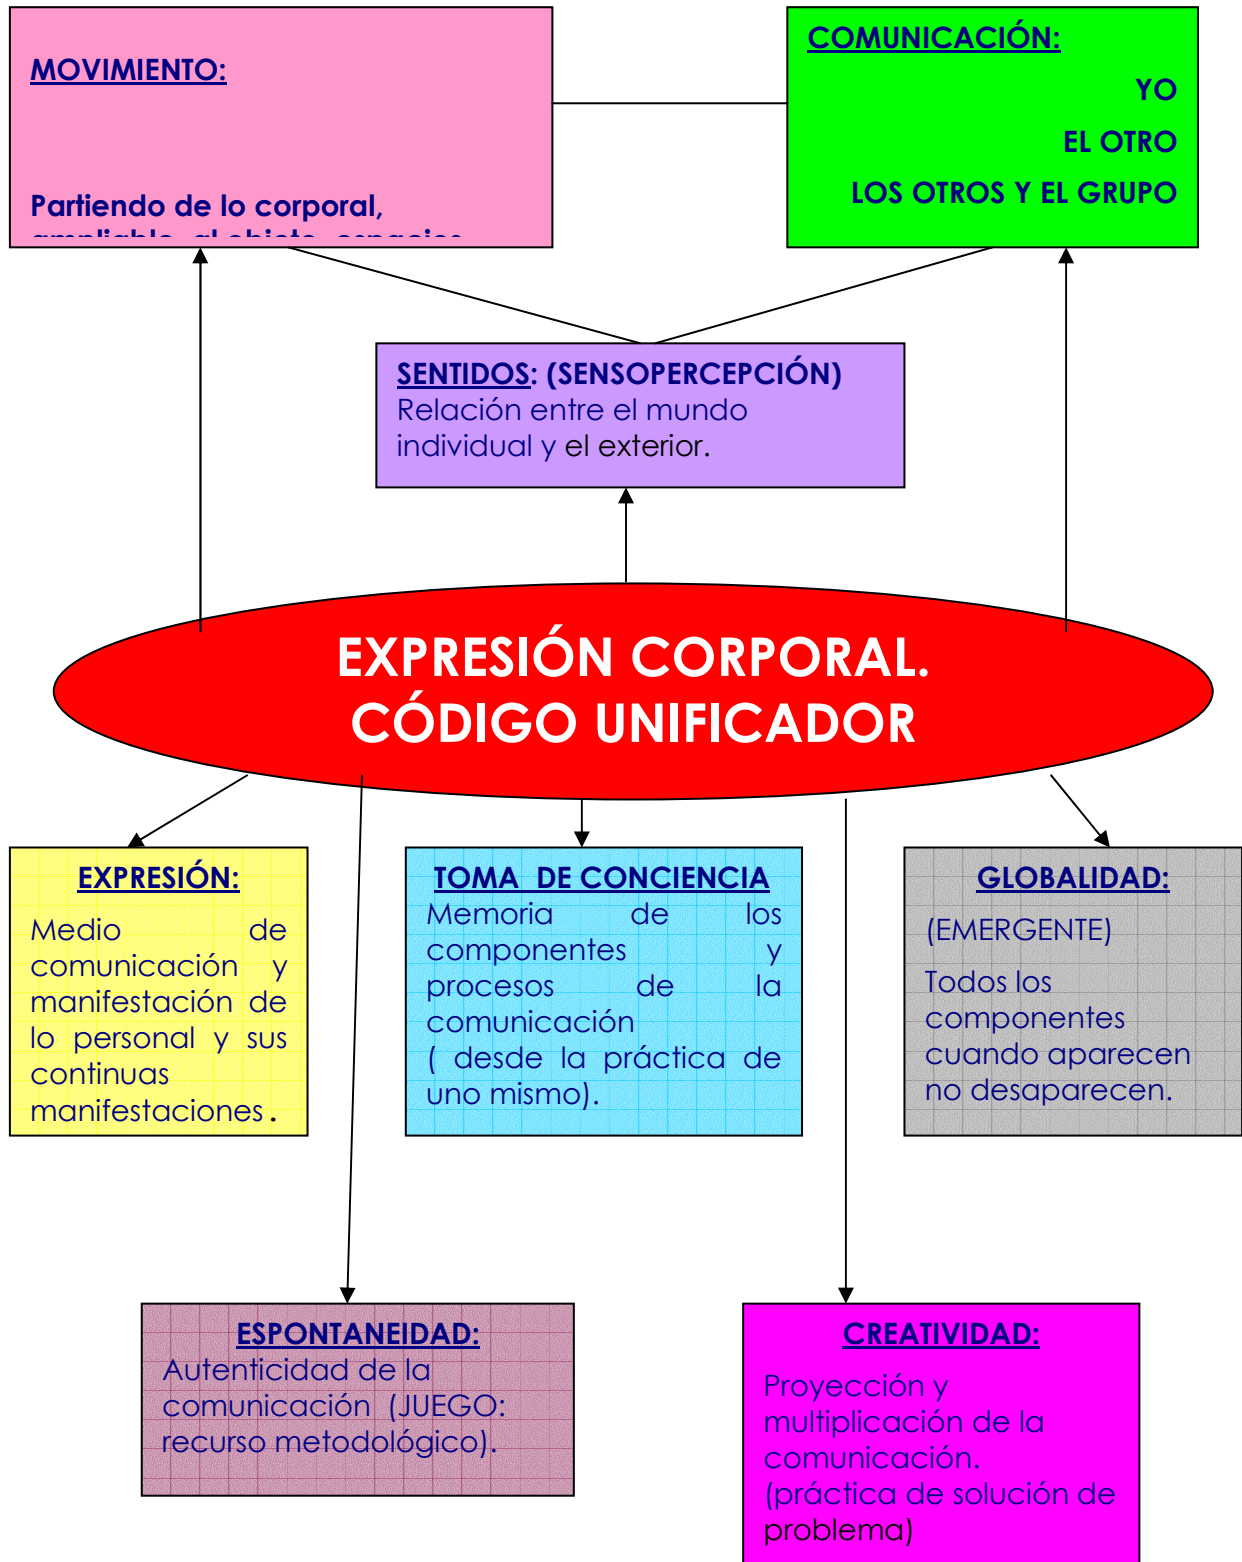 MOVIMIENTO:
Partiendo de lo corporal,
ampliable al objeto, espacios
COMUNICACIÓN:
YO
EL OTRO
LOS OTROS Y EL GRUPO
SENTIDOS: (SENSOPERCEPCIÓN)
Relación entre el mundo
individual y el exterior.
EXPRESIÓN CORPORAL.
CÓDIGO UNIFICADOR
EXPRESIÓN:
Medio de
comunicación y
manifestación de
lo personal y sus
continuas
manifestaciones.
TOMA DE CONCIENCIA
Memoria de los
componentes y
procesos de la
comunicación
( desde la práctica de
uno mismo).
GLOBALIDAD:
(EMERGENTE)
Todos los
componentes
cuando aparecen
no desaparecen.
ESPONTANEIDAD:
Autenticidad de la
comunicación (JUEGO:
recurso metodológico).
CREATIVIDAD:
Proyección y
multiplicación de la
comunicación.
(práctica de solución de
problema)